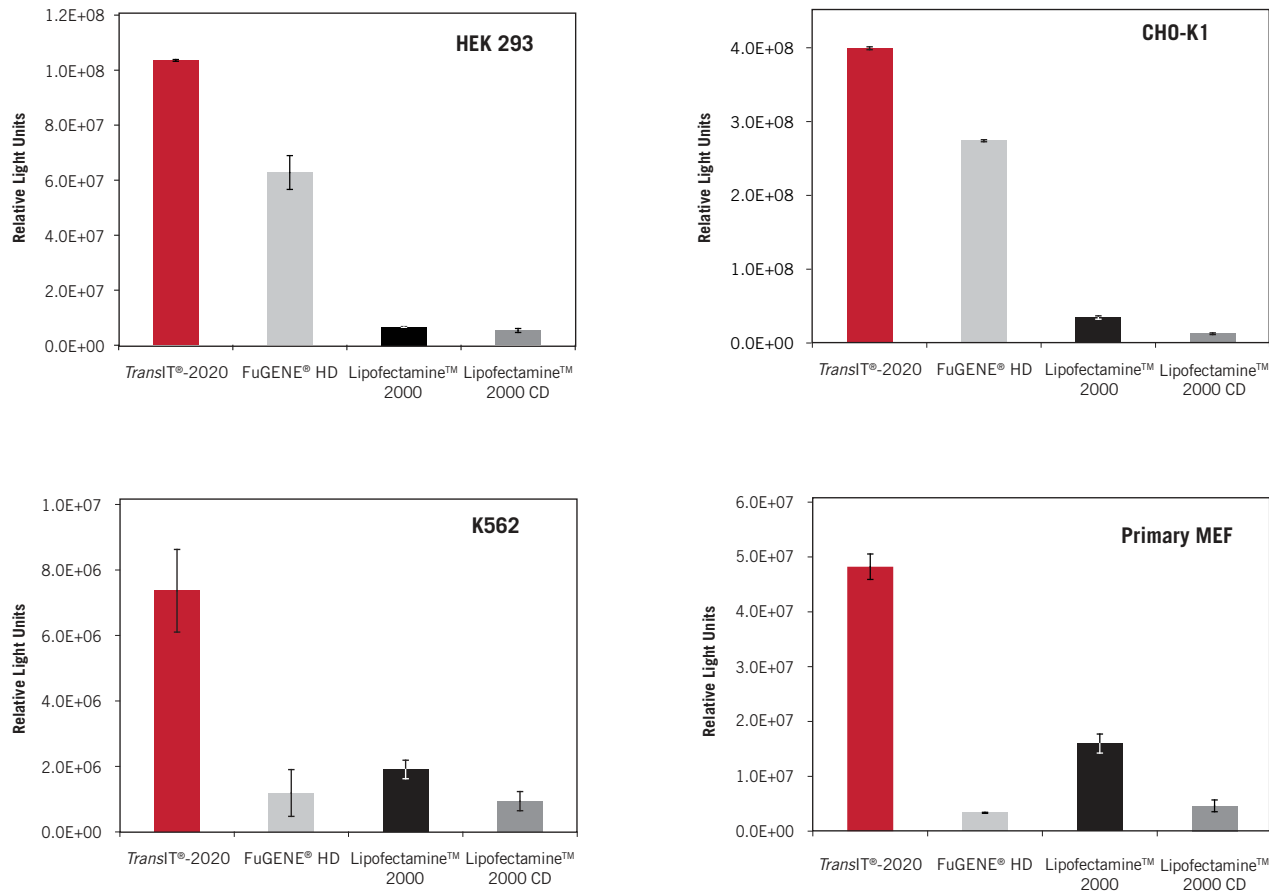 HEK 293
Relative Light Units
1.2E+08
1.0E+08
8.0E+07
6.0E+07
4.0E+07
2.0E+07
0.0E+00
TransIT®-2020
FuGENE® HD
Lipofectamine™
2000
Lipofectamine™
2000 CD
CHO-K1
Relative Light Units
4.0E+08
3.0E+08
2.0E+08
1.0E+08
0.0E+00
TransIT®-2020
FuGENE® HD
Lipofectamine™
2000
Lipofectamine™
2000 CD
K562
Relative Light Units
1.0E+07
8.0E+06
6.0E+06
4.0E+06
2.0E+06
0.0E+00
TransIT®-2020
FuGENE® HD
Lipofectamine™
2000
Lipofectamine™
2000 CD
Primary MEF
Relative Light Units
6.0E+07
5.0E+07
4.0E+07
3.0E+07
2.0E+07
1.0E+07
0.0E+00
TransIT®-2020
FuGENE® HD
Lipofectamine™
2000
Lipofectamine™
2000 CD